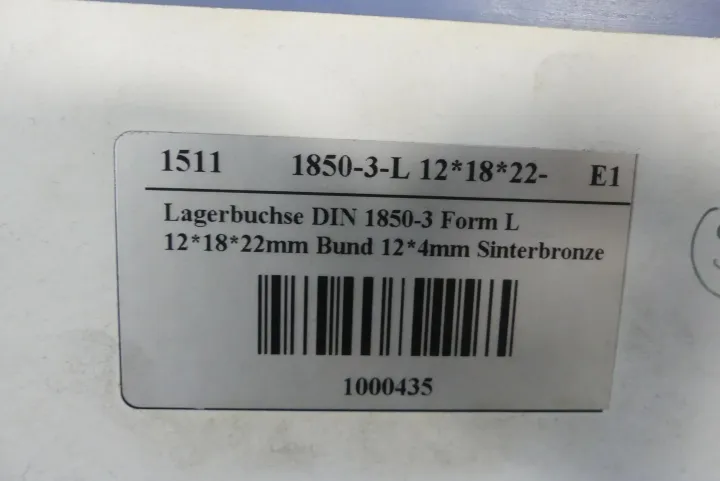 1511 1850-3-L 12*18*22- E1
Lagerbuchse DIN 1850-3 Form L
12*18*22mm Bund 12*4mm Sinterbronze
1000435